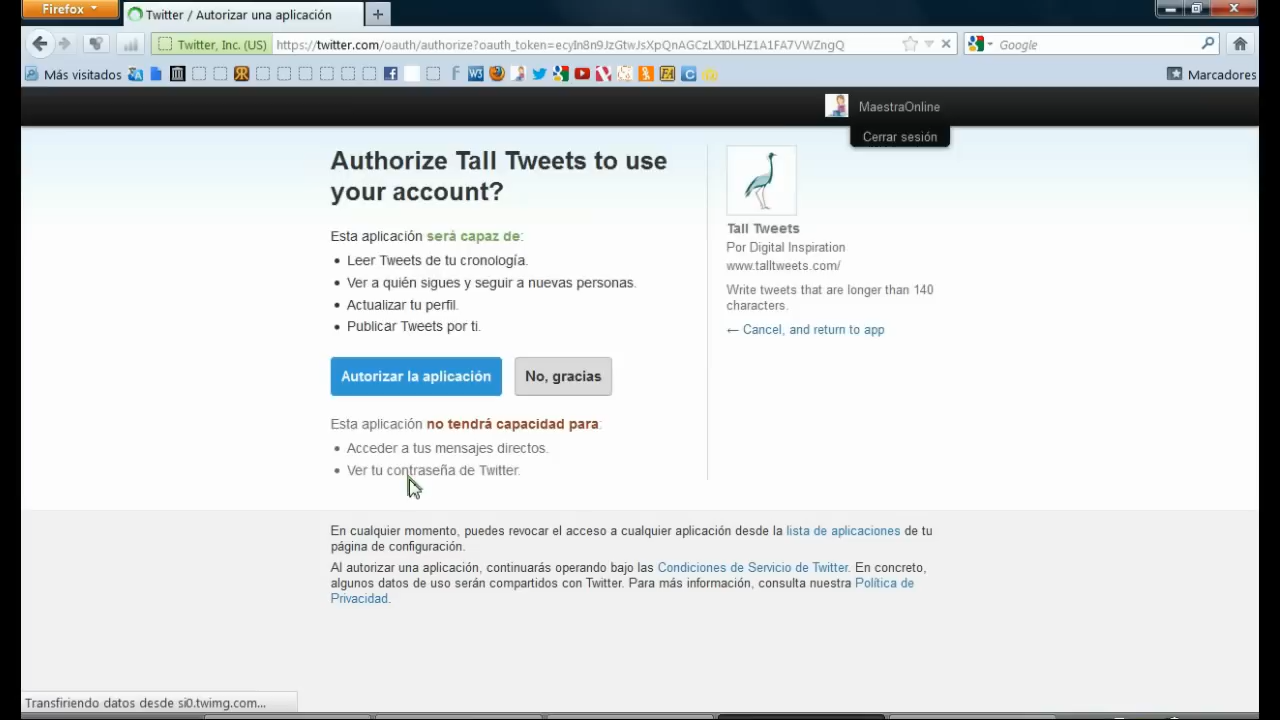 Firefox
Twitter / Autorizar una aplicación
Twitter, Inc. (US)
https://twitter.com/oauth/authorize?oauth_token=ecyIn8n9JzGtwJsXpQnAGCzLXIDLHZ1A1FA7VWZngQ
Google
Más visitados
Marcadores
MaestraOnline
Cerrar sesión
Authorize Tall Tweets to use
your account?
Esta aplicación será capaz de:
• Leer Tweets de tu cronología.
• Ver a quién sigues y seguir a nuevas personas.
• Actualizar tu perfil.
• Publicar Tweets por ti.
Autorizar la aplicación
No, gracias
Esta aplicación no tendrá capacidad para:
• Acceder a tus mensajes directos.
• Ver tu contraseña de Twitter.
Tall Tweets
Por Digital Inspiration
www.talltweets.com/
Write tweets that are longer than 140
characters.
← Cancel, and return to app
En cualquier momento, puedes revocar el acceso a cualquier aplicación desde la lista de aplicaciones de tu
página de configuración.
Al autorizar una aplicación, continuarás operando bajo las Condiciones de Servicio de Twitter. En concreto,
algunos datos de uso serán compartidos con Twitter. Para más información, consulta nuestra Política de
Privacidad.
Transfiriendo datos desde si0.twimg.com...